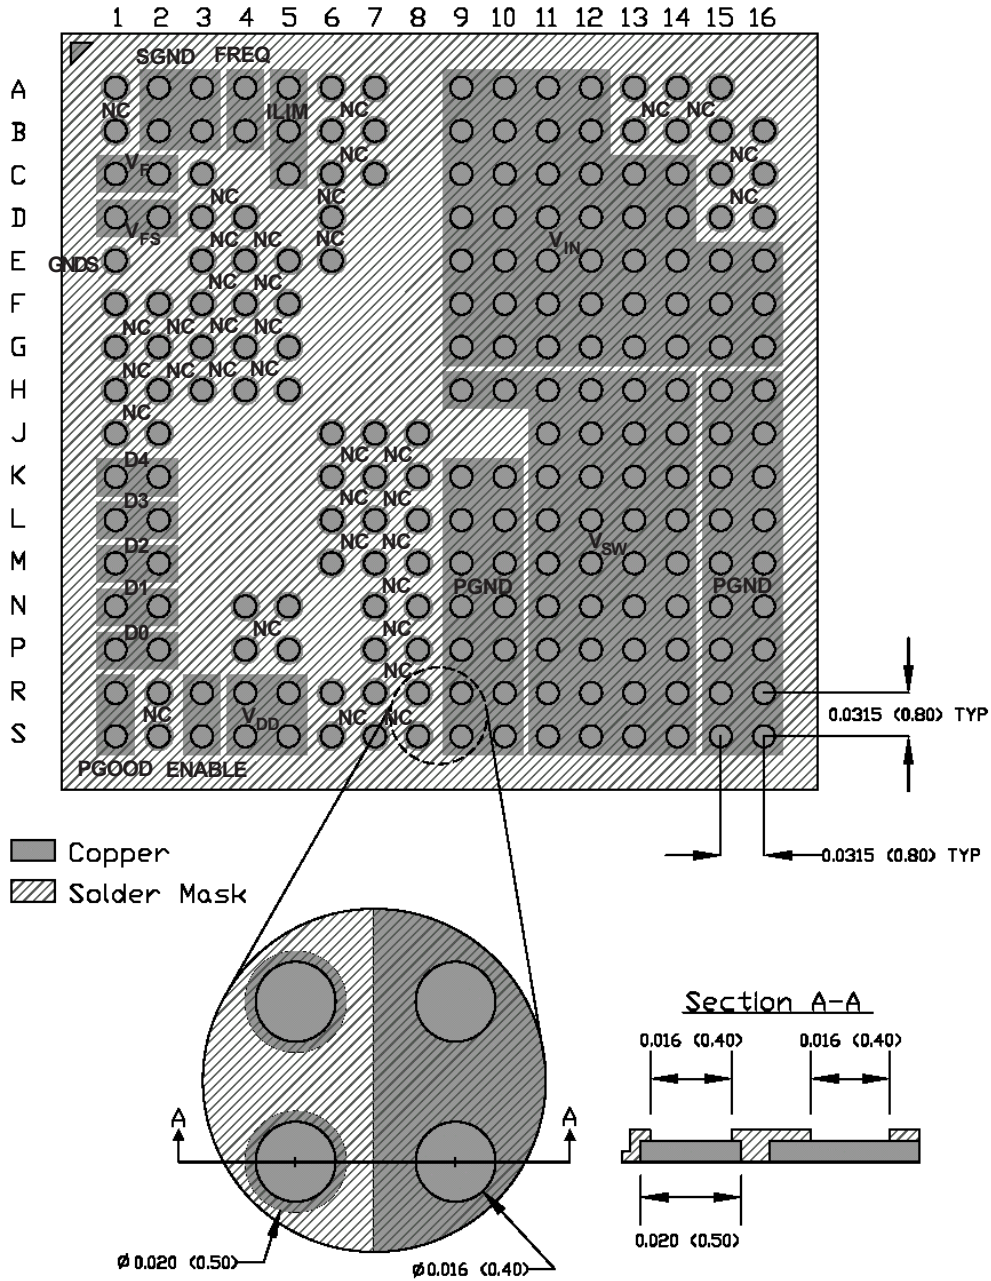 1 2 3 4 5 6 7 8 9 10 11 12 13 14 15 16
SGND FREQ
A
NC ILIM NC NC NC
B
VF NC NC
C
NC NC NC
D
VFS NC NC NC VIN
E GNDS
NC NC
F
NC NC NC NC
G
NC NC NC NC
H
NC
J
D4 NC NC
K
D3 NC NC
L
D2 NC NC VSW
M
D1 NC PGND PGND
N
D0 NC NC
P
NC
R
NC VDD NC NC
S
PGOOD ENABLE
0.0315 (0.80) TYP
0.0315 (0.80) TYP
Copper
Solder Mask
Section A-A
0.016 (0.40) 0.016 (0.40)
A A
0.020 (0.50)
Ø0.020 (0.50)
Ø0.016 (0.40)